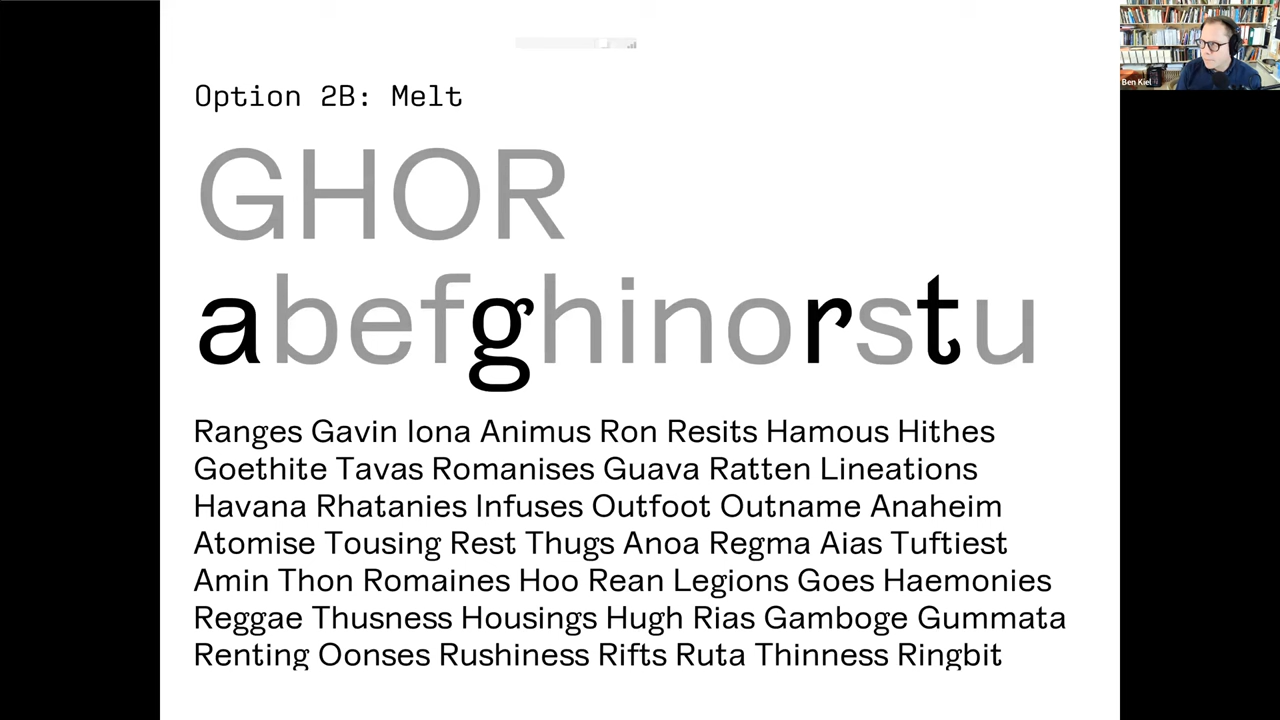 Option 2B: Melt
GHOR
abefghinorstu
Ranges Gavin Iona Animus Ron Resits Hamous Hithes
Goethite Tavas Romanises Guava Ratten Lineations
Havana Rhatanies Infuses Outfoot Outname Anaheim
Atomise Tousing Rest Thugs Anoa Regma Aias Tuftiest
Amin Thon Romaines Hoo Rean Legions Goes Haemonies
Reggae Thusness Housings Hugh Rias Gamboge Gummata
Renting Oonses Rushiness Rifts Ruta Thinness Ringbit
Ben Kiel